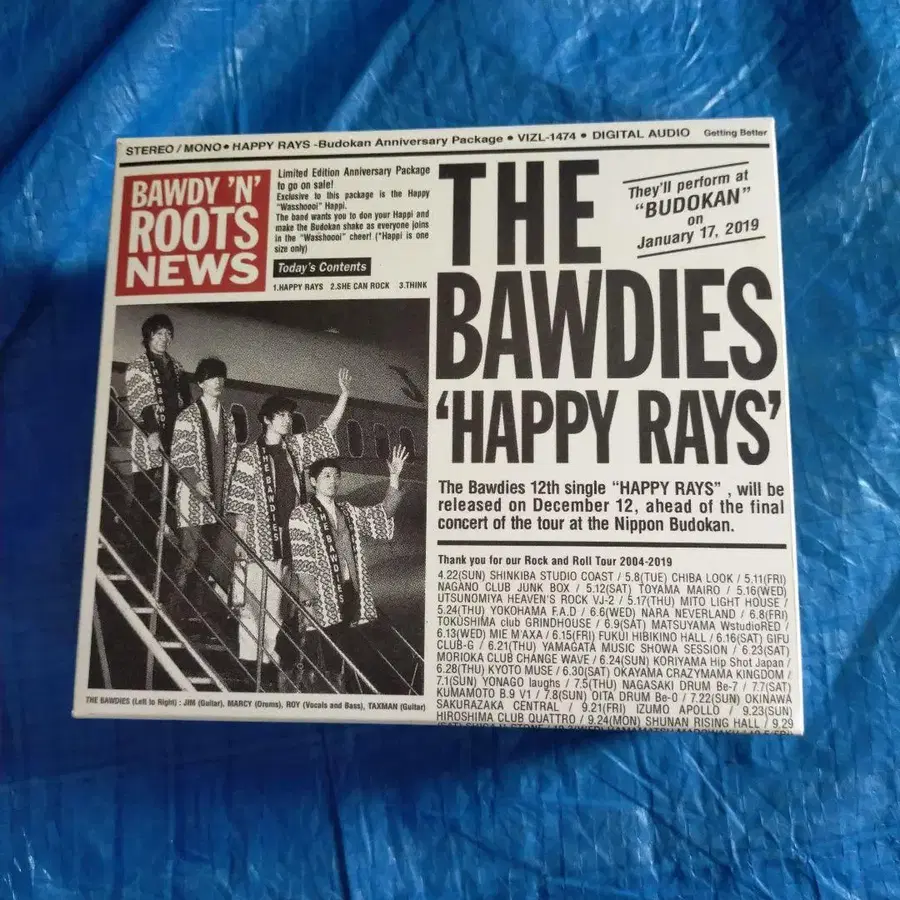 STEREO / MONO • HAPPY RAYS -Budokan Anniversary Package • VIZL-1474 • DIGITAL AUDIO Getting Better
BAWDY 'N'
ROOTS
NEWS
Limited Edition Anniversary Package
to go on sale!
Exclusive to this package is the Happy
"Wasshoooi" Happi.
The band wants you to don your Happi and
make the Budokan shake as everyone joins
in the "Wasshoooi" cheer! (*Happi is one
size only)
Today's Contents
1.HAPPY RAYS 2.SHE CAN ROCK 3.THINK
THE
BAWDIES
'HAPPY RAYS'
They'll perform at
"BUDOKAN"
on
January 17, 2019
The Bawdies 12th single "HAPPY RAYS" , will be
released on December 12, ahead of the final
concert of the tour at the Nippon Budokan.
Thank you for our Rock and Roll Tour 2004-2019
4.22(SUN) SHINKIBA STUDIO COAST / 5.8(TUE) CHIBA LOOK / 5.11(FRI)
NAGANO CLUB JUNK BOX / 5.12(SAT) TOYAMA MAIRO / 5.16(WED)
UTSUNOMIYA HEAVEN'S ROCK VJ-2 / 5.17(THU) MITO LIGHT HOUSE /
5.24(THU) YOKOHAMA F.A.D / 6.6(WED) NARA NEVERLAND / 6.8(FRI)
TOKUSHIMA club GRINDHOUSE / 6.9(SAT) MATSUYAMA WstudioRED /
6.13(WED) MIE M'AXA / 6.15(FRI) FUKUI HIBIKINO HALL / 6.16(SAT) GIFU
CLUB-G / 6.21(THU) YAMAGATA MUSIC SHOWA SESSION / 6.23(SAT)
MORIOKA CLUB CHANGE WAVE / 6.24(SUN) KORIYAMA Hip Shot Japan /
6.28(THU) KYOTO MUSE / 6.30(SAT) OKAYAMA CRAZYMAMA KINGDOM /
7.1(SUN) YONAGO laughs / 7.5(THU) NAGASAKI DRUM Be-7 / 7.7(SAT)
KUMAMOTO B.9 V1 / 7.8(SUN) OITA DRUM Be-0 / 7.22(SUN) OKINAWA
SAKURAZAKA CENTRAL / 9.21(FRI) IZUMO APOLLO / 9.23(SUN)
HIROSHIMA CLUB QUATTRO / 9.24(MON) SHUNAN RISING HALL / 9.29
THE BAWDIES
THE BAWDIES
THE BAWDIES (Left to Right) : JIM (Guitar), MARCY (Drums), ROY (Vocals and Bass), TAXMAN (Guitar)